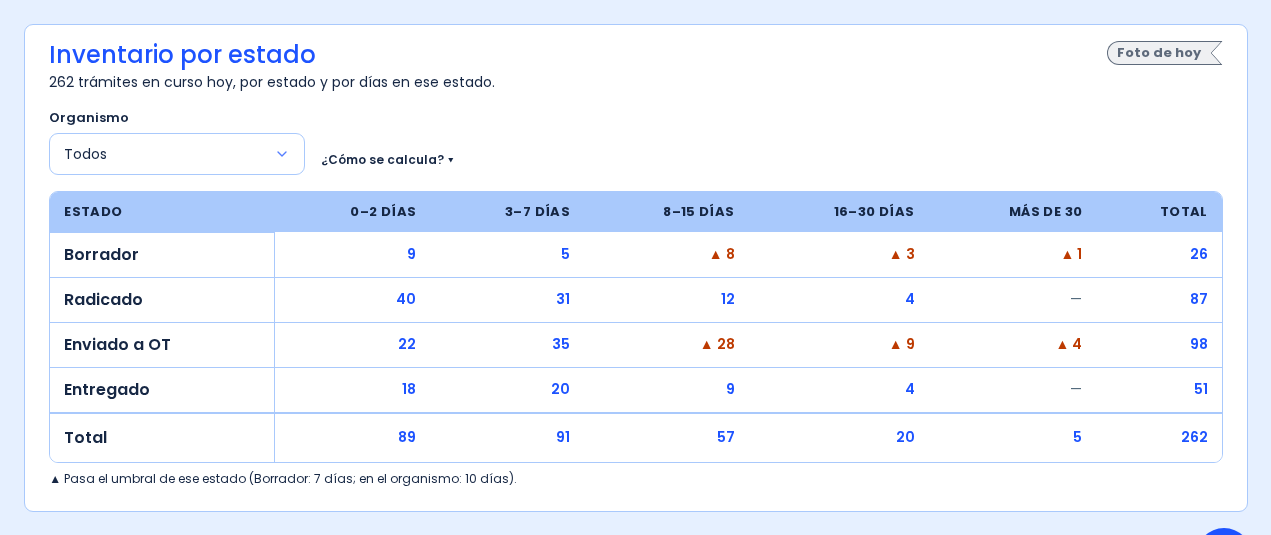 Inventario por estado
Foto de hoy
262 trámites en curso hoy, por estado y por días en ese estado.
Organismo
Todos
¿Cómo se calcula? ▾
ESTADO 0–2 DÍAS 3–7 DÍAS 8–15 DÍAS 16–30 DÍAS MÁS DE 30 TOTAL
Borrador 9 5 ▲ 8 ▲ 3 ▲ 1 26
Radicado 40 31 12 4 — 87
Enviado a OT 22 35 ▲ 28 ▲ 9 ▲ 4 98
Entregado 18 20 9 4 — 51
Total 89 91 57 20 5 262
▲ Pasa el umbral de ese estado (Borrador: 7 días; en el organismo: 10 días).